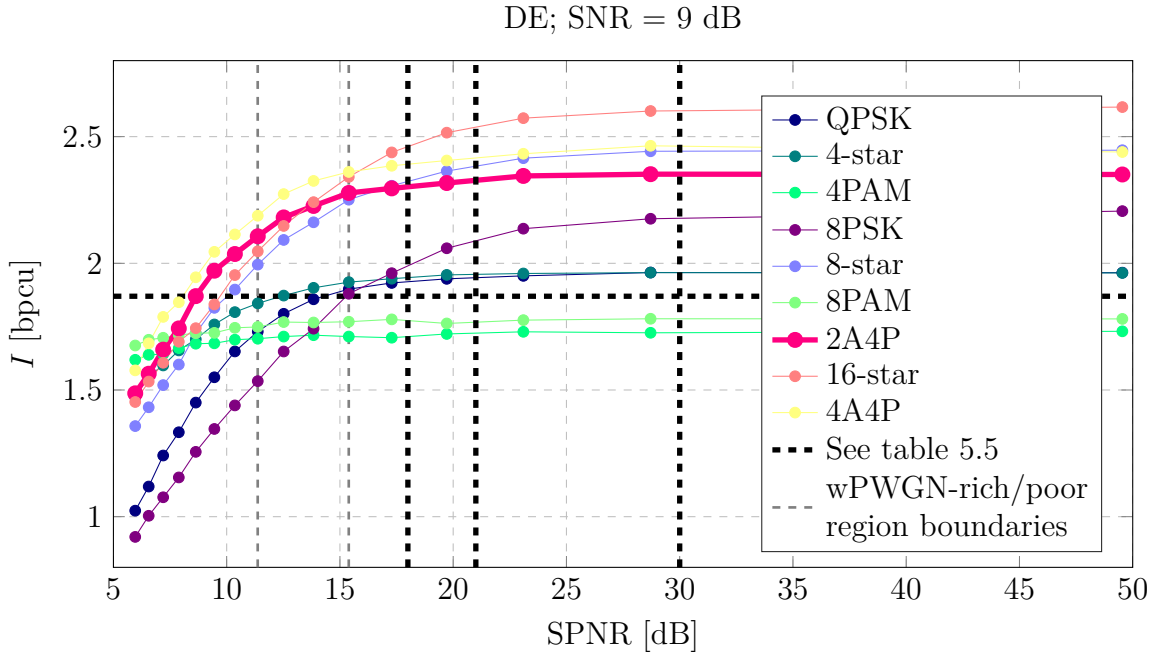 DE; SNR = 9 dB
I [bpcu]
2.5
2
1.5
1
5
10
15
20
25
30
35
40
45
50
SPNR [dB]
QPSK
4-star
4PAM
8PSK
8-star
8PAM
2A4P
16-star
4A4P
See table 5.5
wPWGN-rich/poor
region boundaries